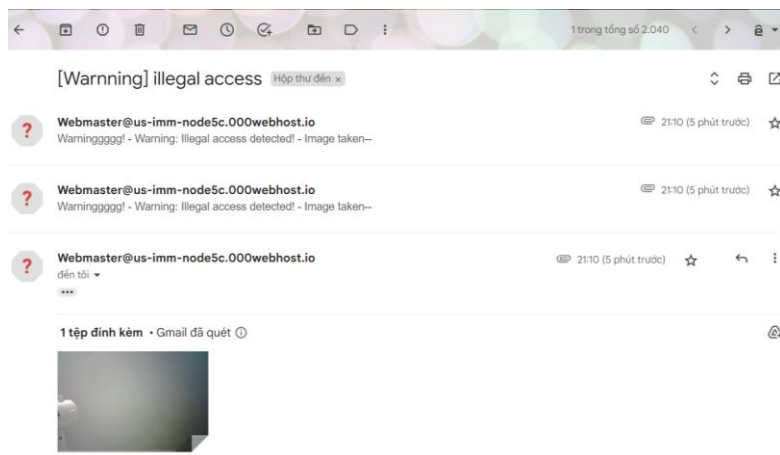 1 trong tổng số 2.040
[Warnning] illegal access Hộp thư đến ×
Webmaster@us-imm-node5c.000webhost.io 21:10 (5 phút trước)
Warninggggg! - Warning: Illegal access detected! - Image taken--
Webmaster@us-imm-node5c.000webhost.io 21:10 (5 phút trước)
Warninggggg! - Warning: Illegal access detected! - Image taken--
Webmaster@us-imm-node5c.000webhost.io 21:10 (5 phút trước)
đến tôi
1 tệp đính kèm • Gmail đã quét